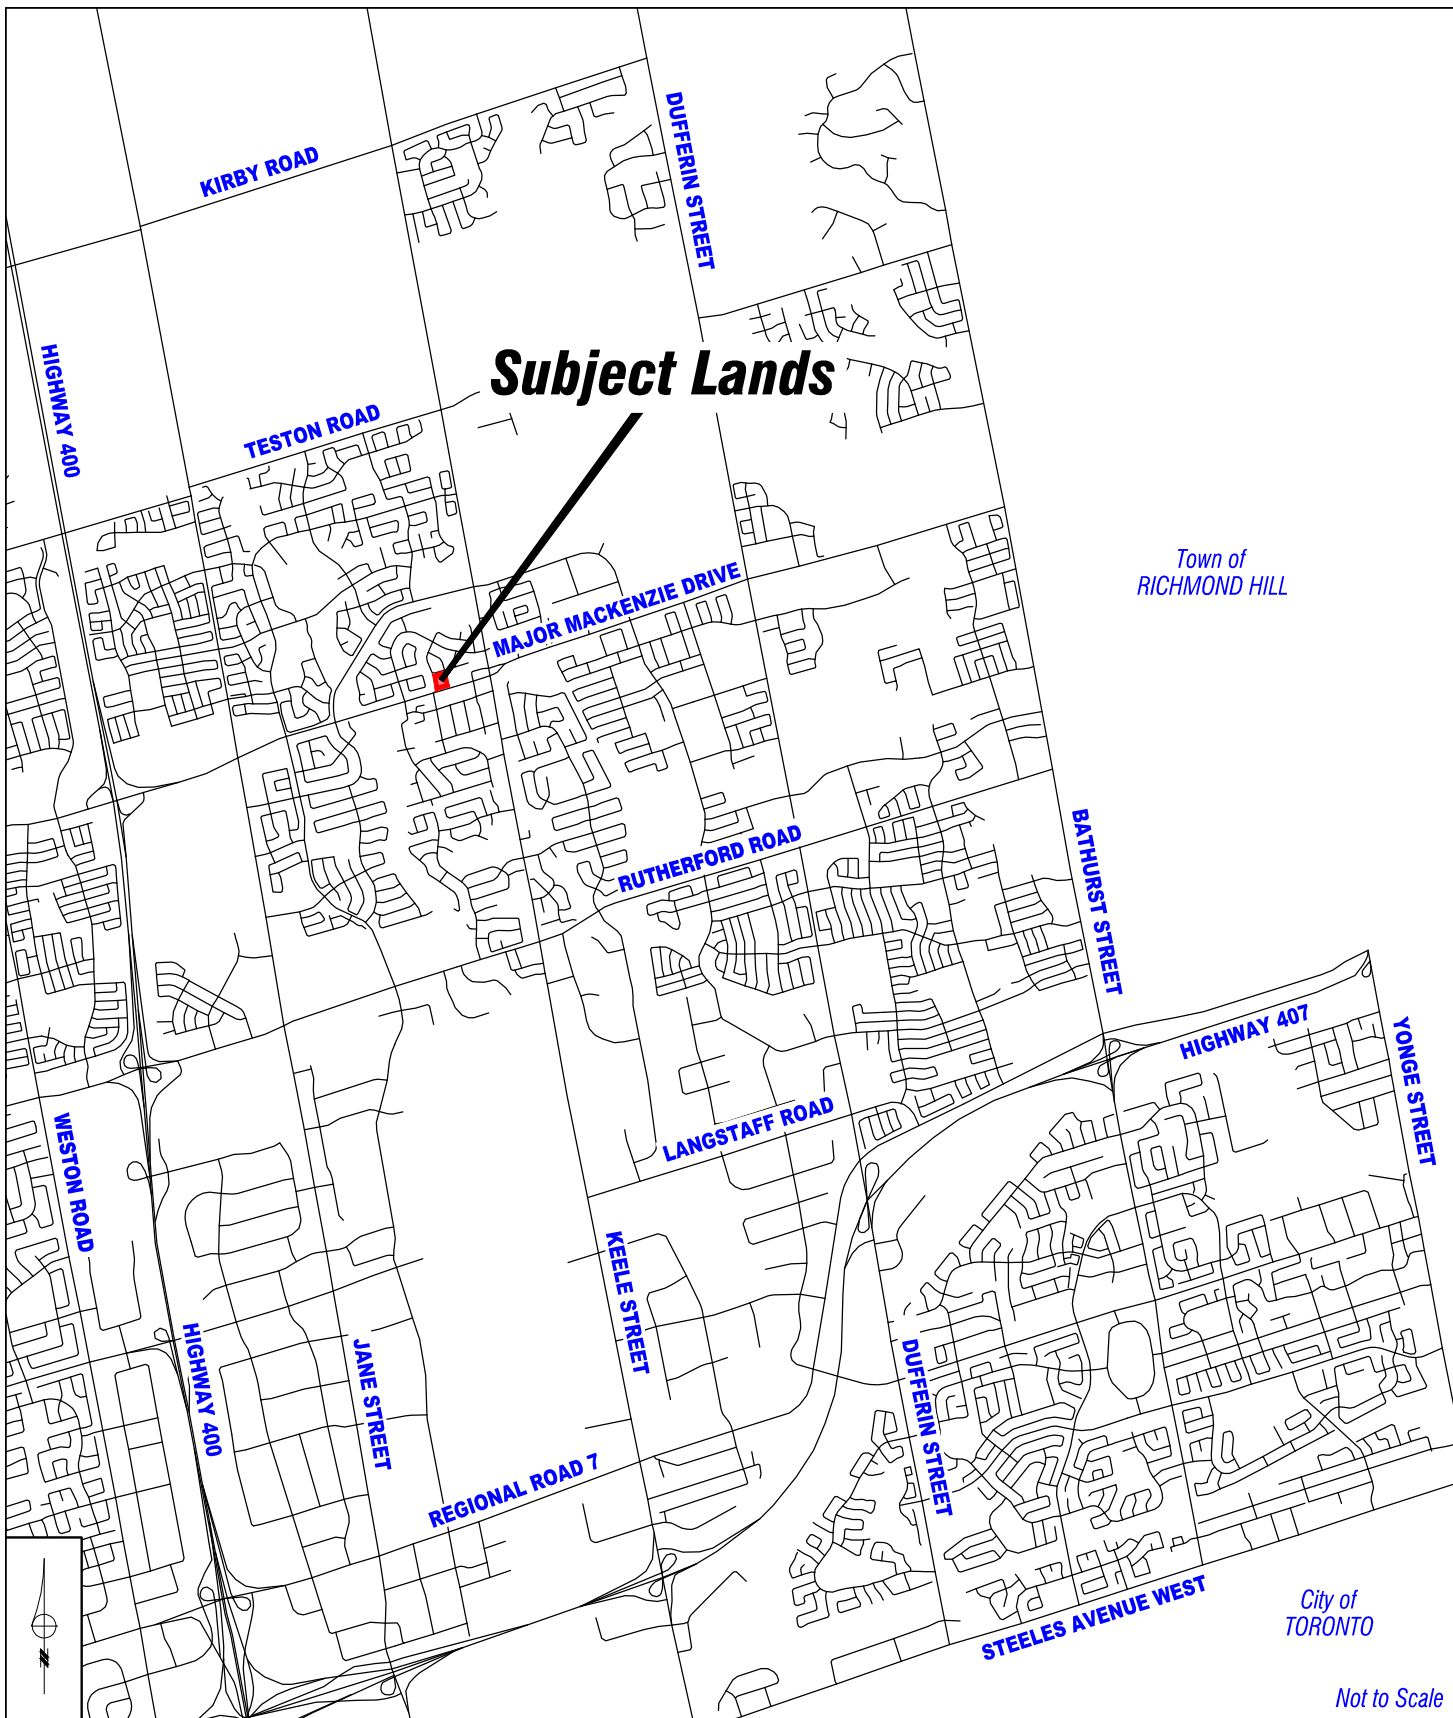 DUFFERIN STREET
KIRBY ROAD
HIGHWAY 400
Subject Lands
TESTON ROAD
Town of
RICHMOND HILL
MAJOR MACKENZIE DRIVE
RUTHERFORD ROAD
BATHURST STREET
HIGHWAY 407
YONGE STREET
LANGSTAFF ROAD
WESTON ROAD
KEELE STREET
HIGHWAY 400
JANE STREET
DUFFERIN STREET
REGIONAL ROAD 7
STEELES AVENUE WEST
City of
TORONTO
N
Not to Scale